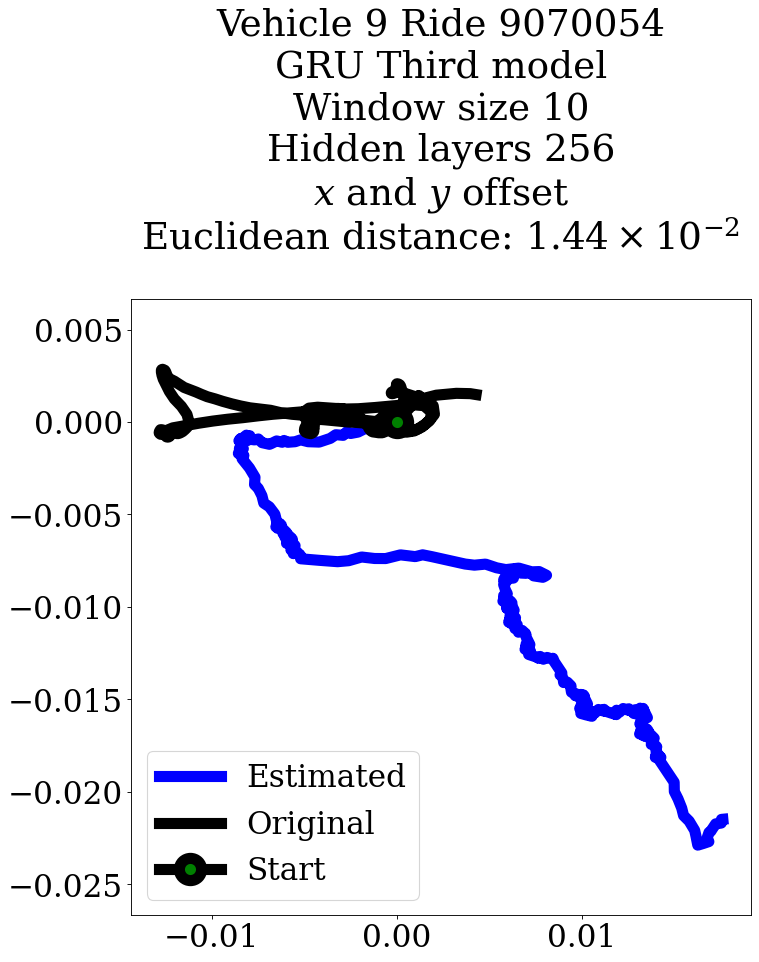 Vehicle 9 Ride 9070054
GRU Third model
Window size 10
Hidden layers 256
x and y offset
Euclidean distance: 1.44 × 10⁻²
0.005
0.000
−0.005
−0.010
−0.015
−0.020
−0.025
Estimated
Original
Start
−0.01 0.00 0.01